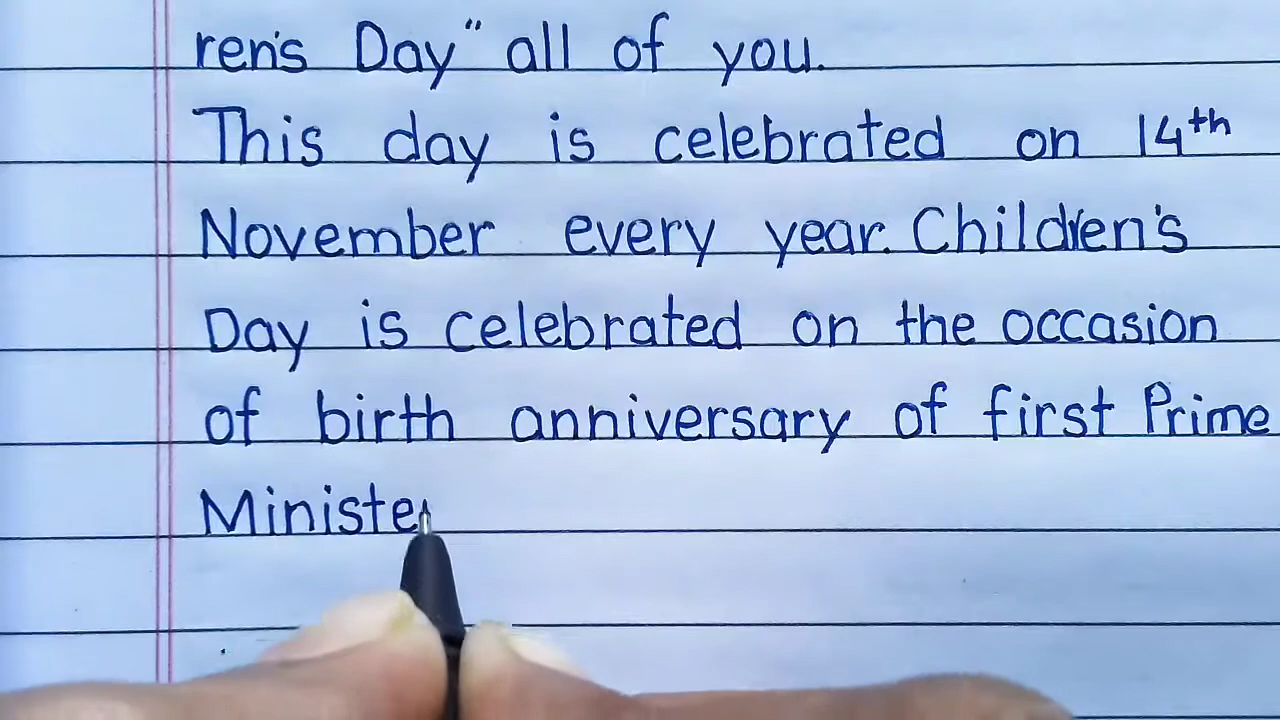 ren's Day" all of you.
This day is celebrated on 14th
November every year. Children's
Day is celebrated on the occasion
of birth anniversary of first Prime
Ministe